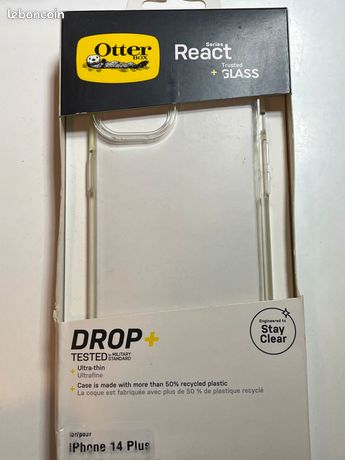 leboncoin
Otter
BOX
React
Series
+ Trusted
GLASS
DROP+
TESTED TO MILITARY
STANDARD
+ Ultra-thin
Ultrafine
+ Case is made with more than 50% recycled plastic
La coque est fabriquée avec plus de 50 % de plastique recyclé
Engineered to
Stay
Clear
for/pour
iPhone 14 Plus